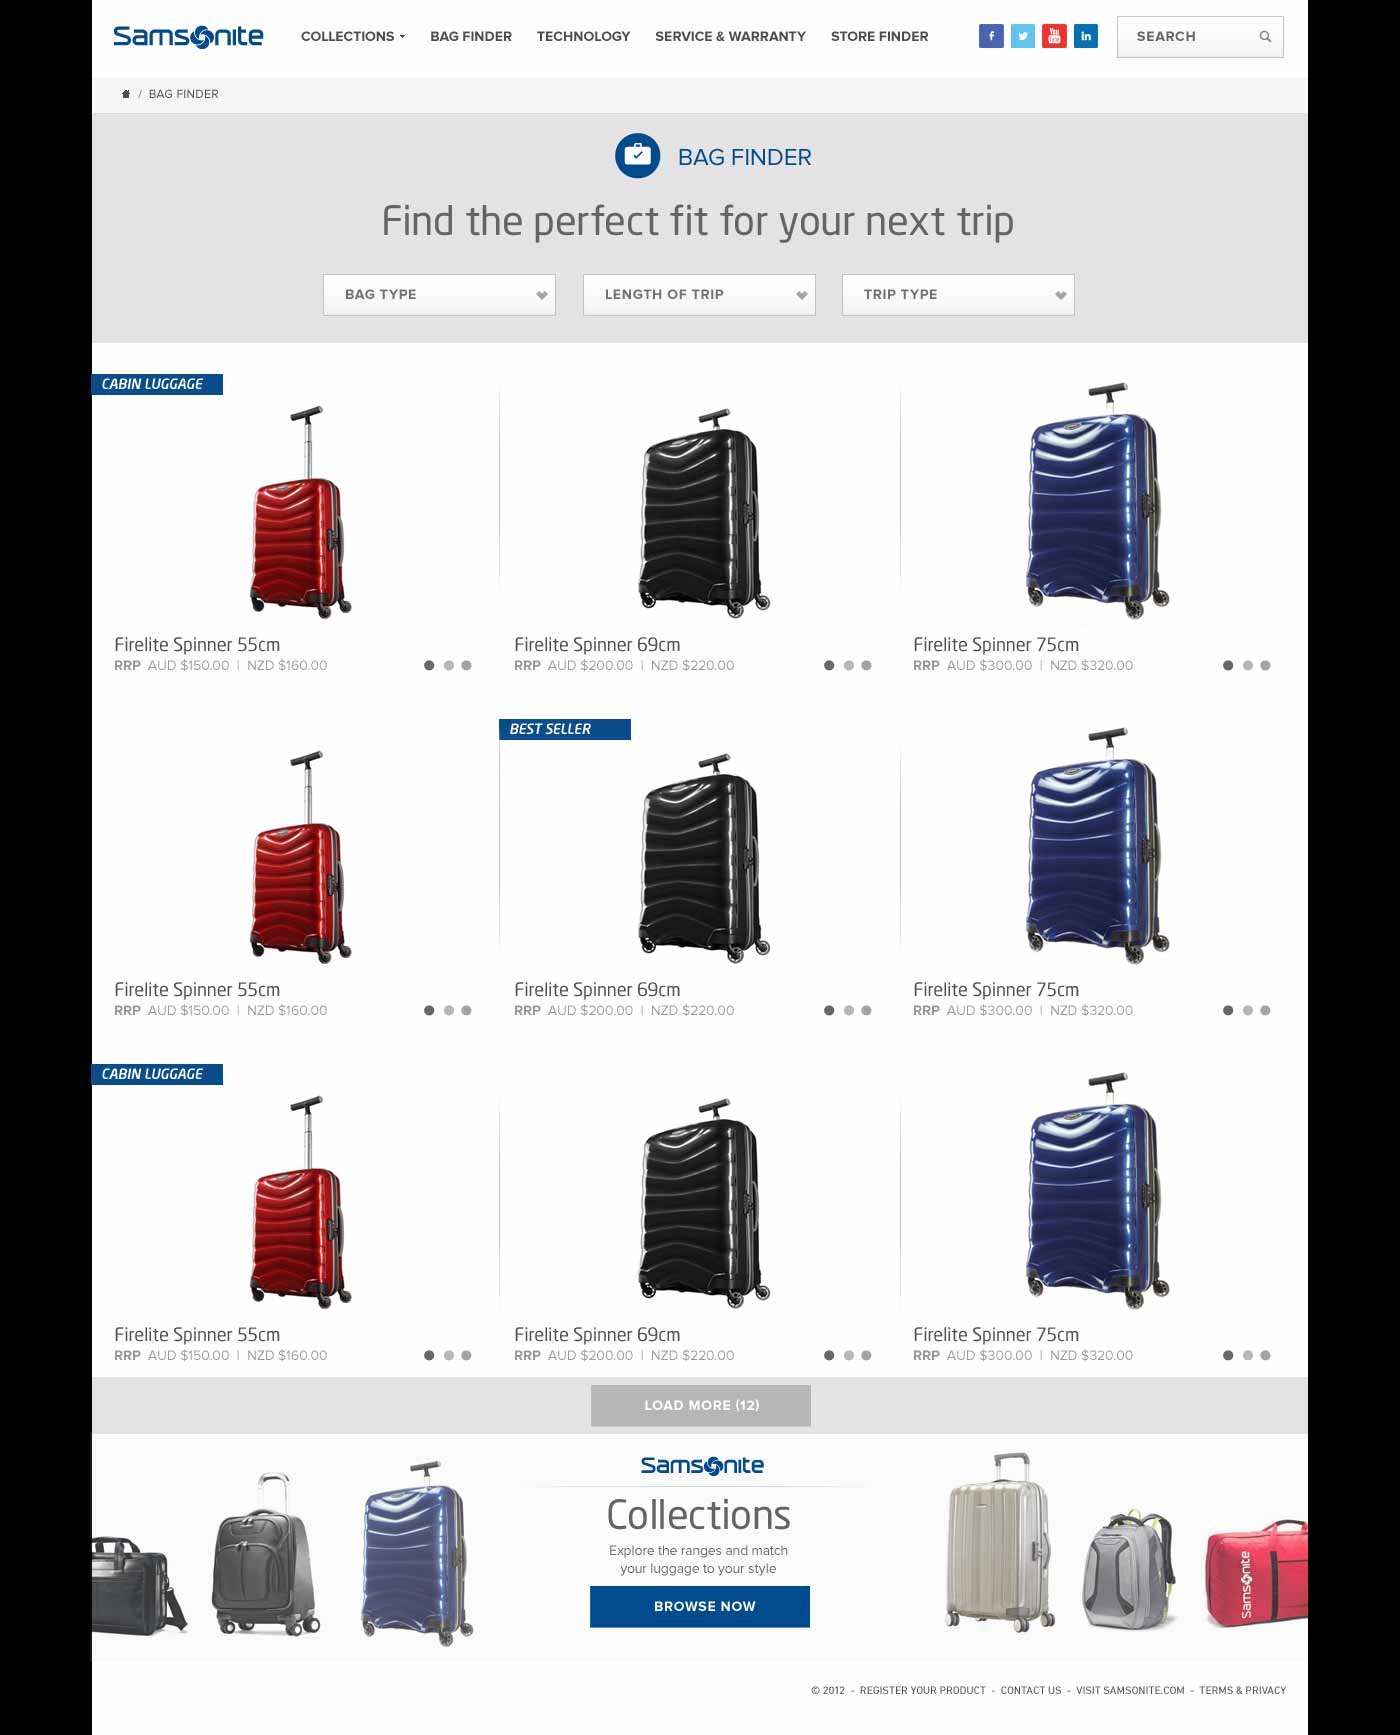 Samsonite
COLLECTIONS BAG FINDER TECHNOLOGY SERVICE & WARRANTY STORE FINDER
f You Tube in
SEARCH
/ BAG FINDER
BAG FINDER
Find the perfect fit for your next trip
BAG TYPE
LENGTH OF TRIP
TRIP TYPE
CABIN LUGGAGE
Firelite Spinner 55cm
RRP AUD $150.00 | NZD $160.00
Firelite Spinner 69cm
RRP AUD $200.00 | NZD $220.00
Firelite Spinner 75cm
RRP AUD $300.00 | NZD $320.00
BEST SELLER
Firelite Spinner 55cm
RRP AUD $150.00 | NZD $160.00
Firelite Spinner 69cm
RRP AUD $200.00 | NZD $220.00
Firelite Spinner 75cm
RRP AUD $300.00 | NZD $320.00
CABIN LUGGAGE
Firelite Spinner 55cm
RRP AUD $150.00 | NZD $160.00
Firelite Spinner 69cm
RRP AUD $200.00 | NZD $220.00
Firelite Spinner 75cm
RRP AUD $300.00 | NZD $320.00
LOAD MORE (12)
Samsonite
Collections
Explore the ranges and match
your luggage to your style
BROWSE NOW
Samsonite
© 2012 - REGISTER YOUR PRODUCT - CONTACT US - VISIT SAMSONITE.COM - TERMS & PRIVACY